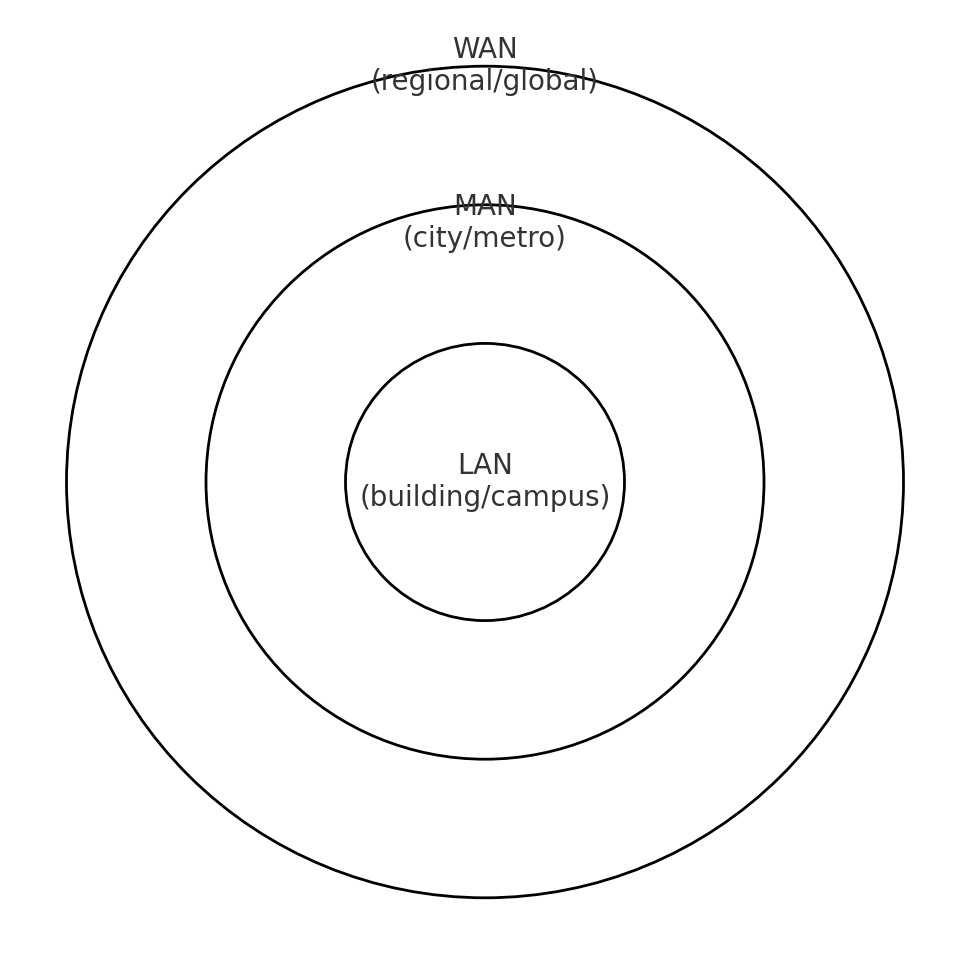 WAN
(regional/global)
MAN
(city/metro)
LAN
(building/campus)